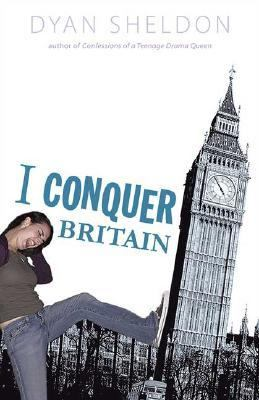 DYAN SHELDON
author of Confessions of a Teenage Drama Queen
I CONQUER
BRITAIN